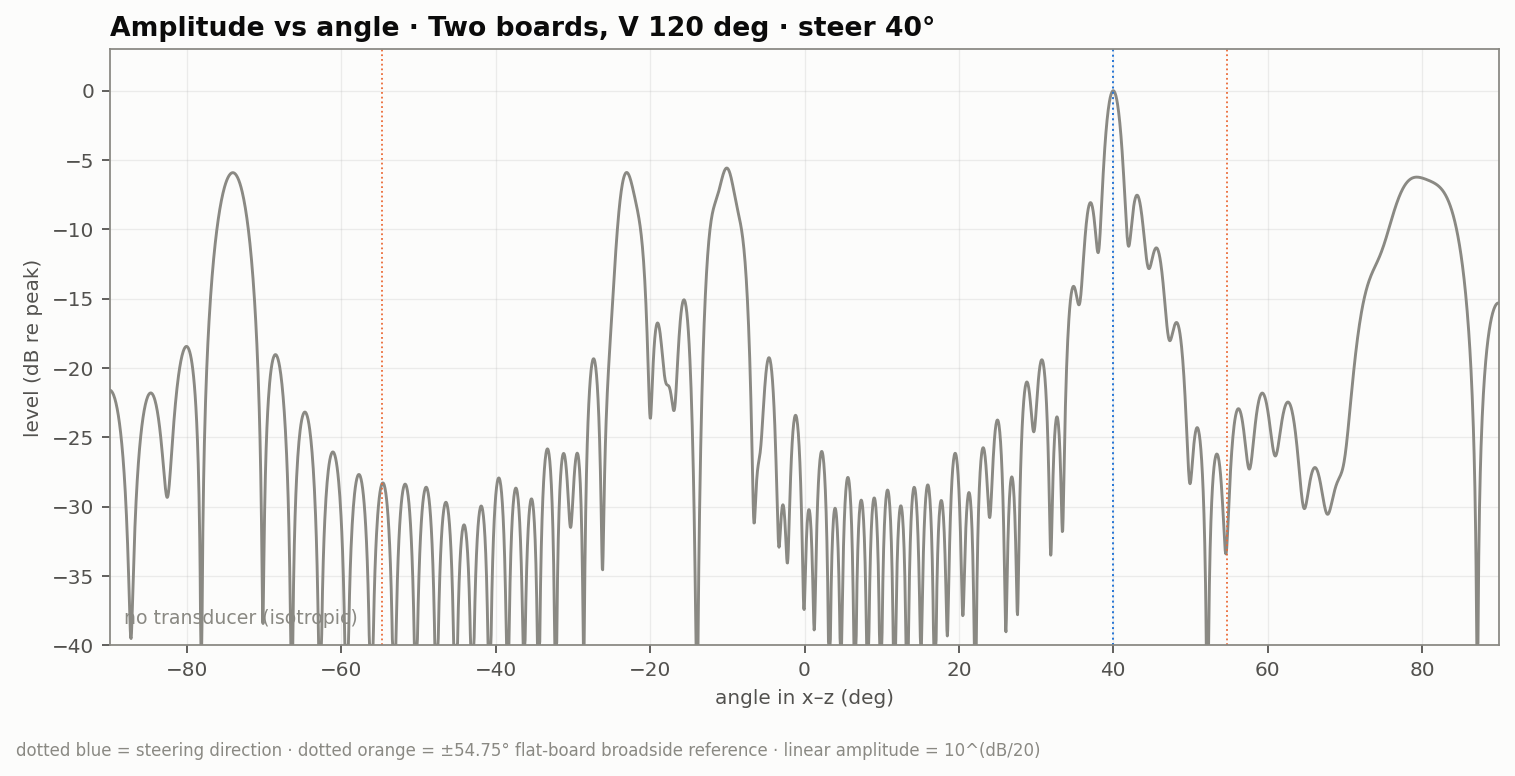 Amplitude vs angle · Two boards, V 120 deg · steer 40°
level (dB re peak)
0
−5
−10
−15
−20
−25
−30
−35
−40
no transducer (isotropic)
−80 −60 −40 −20 0 20 40 60 80
angle in x–z (deg)
dotted blue = steering direction · dotted orange = ±54.75° flat-board broadside reference · linear amplitude = 10^(dB/20)